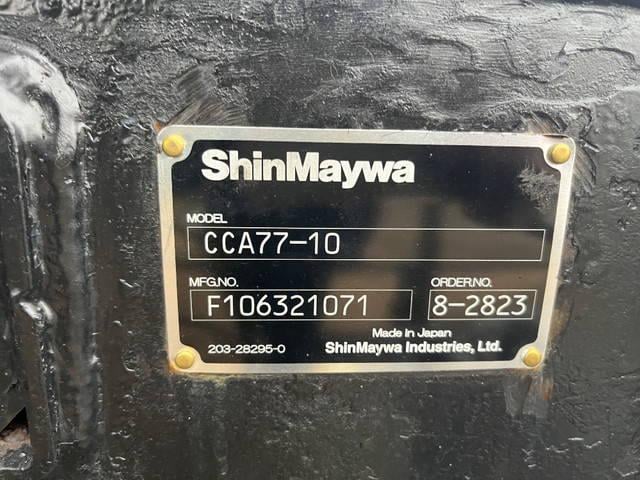 ShinMaywa
MODEL
CCA77-10
MFG.NO. ORDER.NO.
F106321071 8-2823
Made in Japan
203-28295-0 ShinMaywa Industries, Ltd.